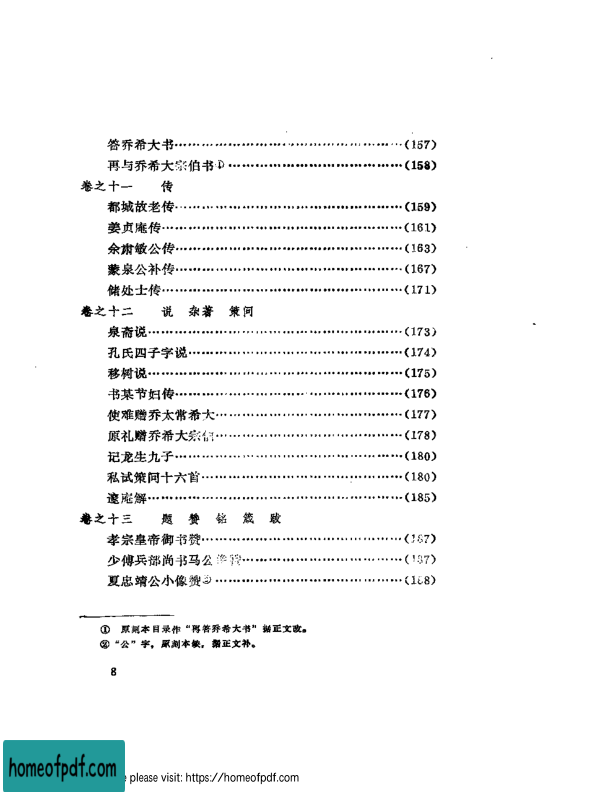 答乔希大书……(157)
再与乔希大宗伯书①……(158)
卷之十一 传
都城故老传……(159)
姜贞庵传……(161)
余肃敏公传……(163)
蒙泉公补传……(167)
储处士传……(171)
卷之十二 说 杂著 策问
泉斋说……(173)
孔氏四子字说……(174)
移树说……(175)
书某节妇传……(176)
使难赠乔太常希大……(177)
原礼赠乔希大宗伯……(178)
记龙生九子……(180)
私试策问十六首……(180)
邃庵解……(185)
卷之十三 题 赞 铭 箴 跋
孝宗皇帝御书赞……(187)
少傅兵部尚书马公……(187)
夏忠靖公小像赞②……(188)
① 原刻本目录作“再答乔希大书”据正文改。
② “公”字,原刻本缺,据正文补。
8
homeofpdf.com
e please visit: https://homeofpdf.com